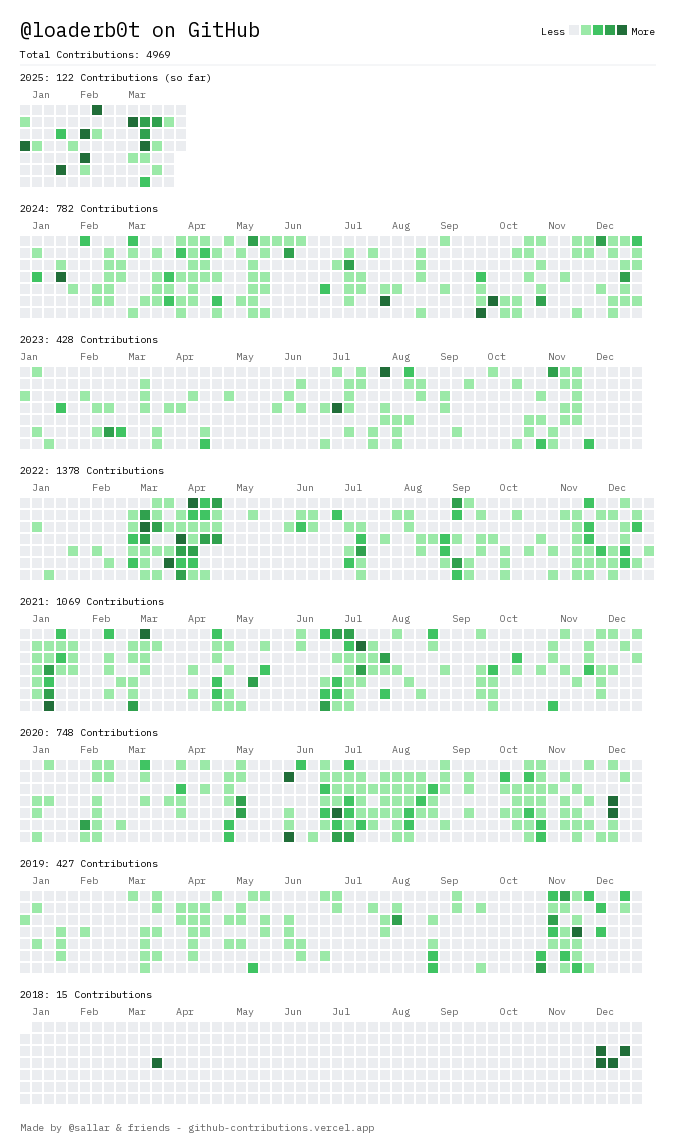 @loaderb0t on GitHub
Less More
Total Contributions: 4969
2025: 122 Contributions (so far)
Jan Feb Mar
2024: 782 Contributions
Jan Feb Mar Apr May Jun Jul Aug Sep Oct Nov Dec
2023: 428 Contributions
Jan Feb Mar Apr May Jun Jul Aug Sep Oct Nov Dec
2022: 1378 Contributions
Jan Feb Mar Apr May Jun Jul Aug Sep Oct Nov Dec
2021: 1069 Contributions
Jan Feb Mar Apr May Jun Jul Aug Sep Oct Nov Dec
2020: 748 Contributions
Jan Feb Mar Apr May Jun Jul Aug Sep Oct Dec
2019: 427 Contributions
Jan Feb Mar Apr May Jun Jul Aug Sep Oct Nov Dec
2018: 15 Contributions
Jan Feb Mar Apr May Jun Jul Aug Sep Oct Nov Dec
Made by @sallar & friends - github-contributions.vercel.app